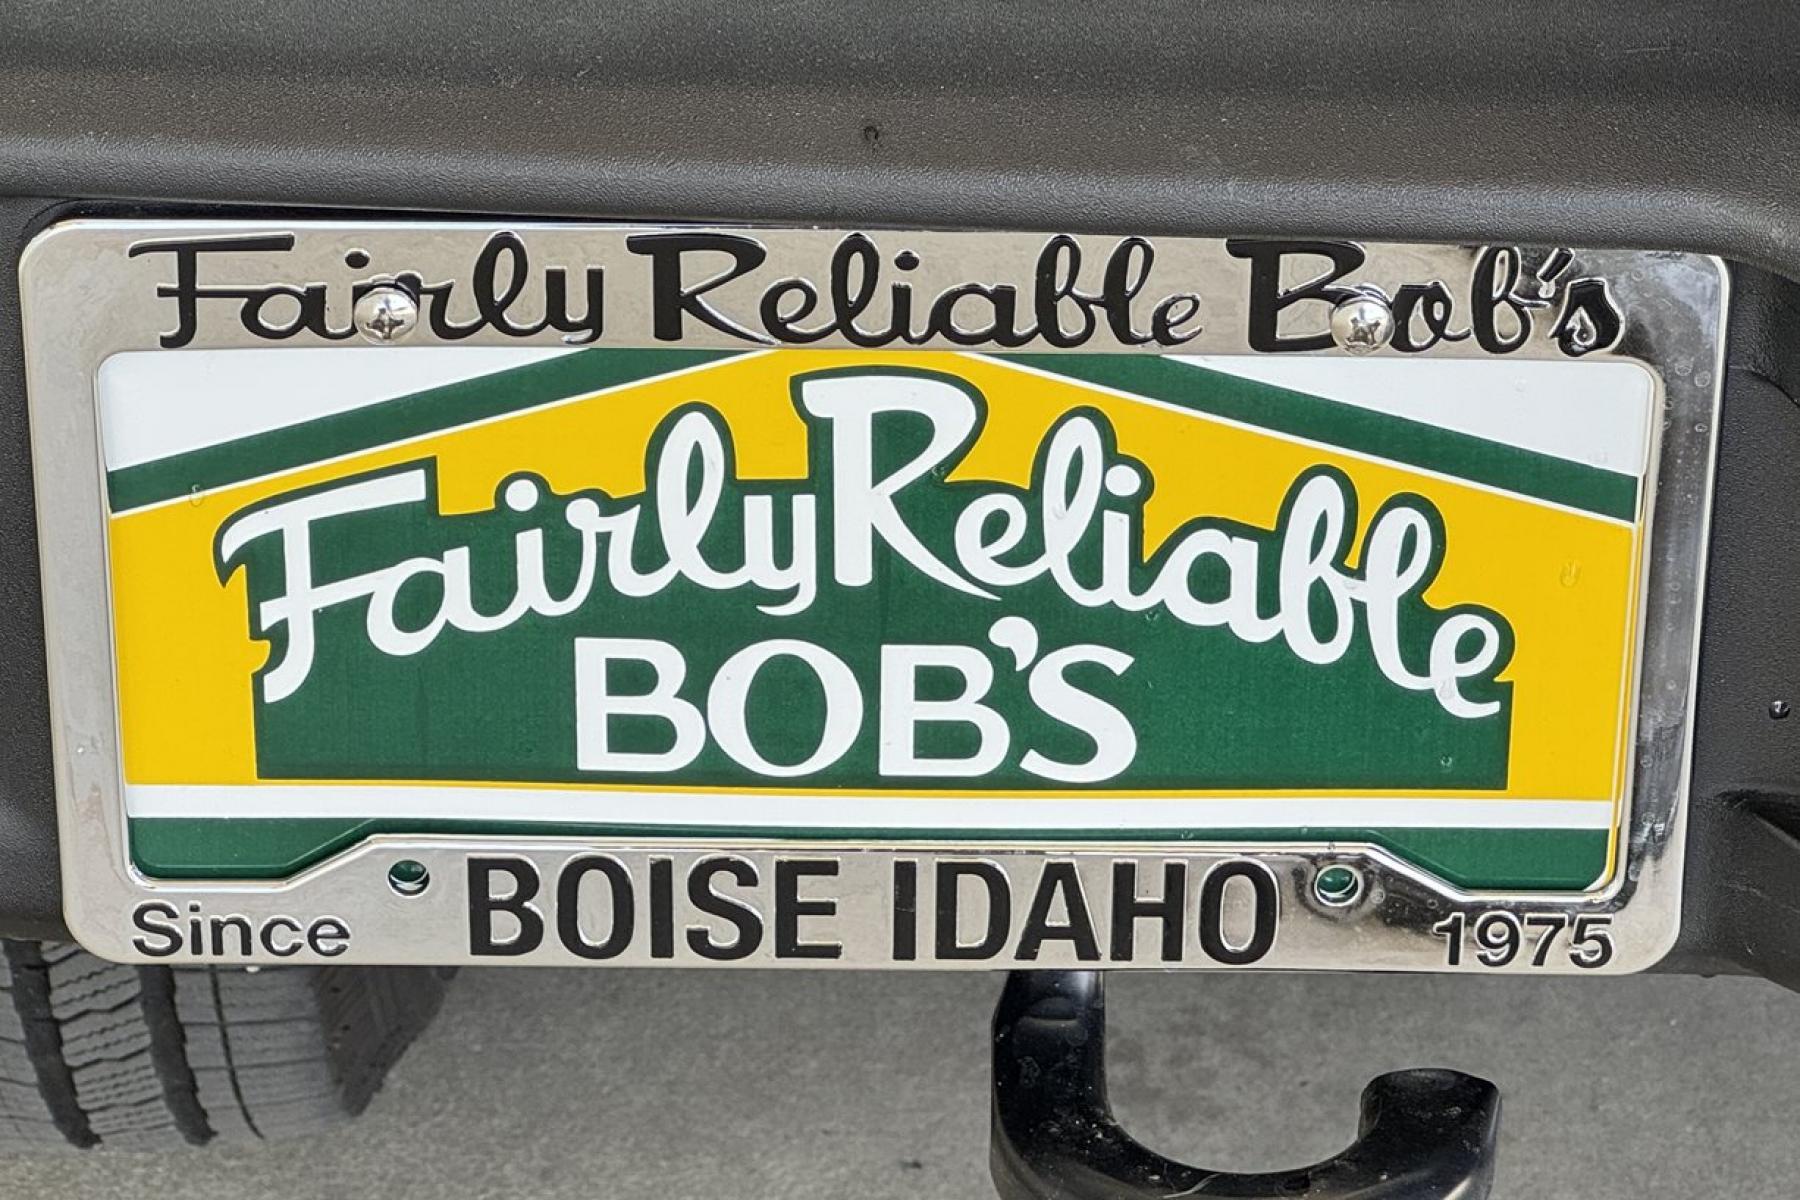 Fairly Reliable Bob's
Fairly Reliable
BOB'S
BOISE IDAHO
Since 1975